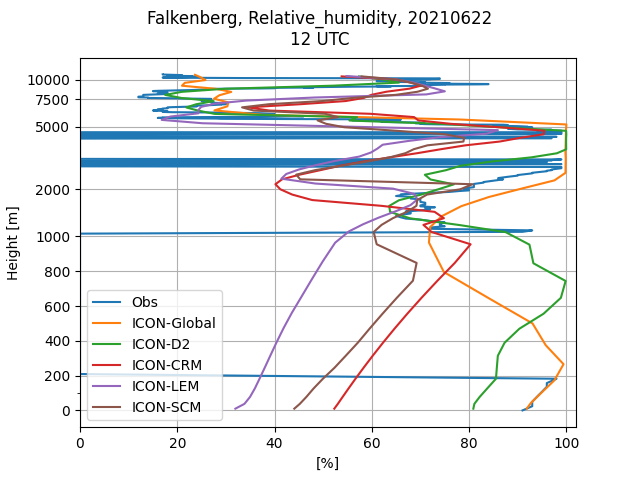 Falkenberg, Relative_humidity, 20210622
12 UTC
10000
7500
5000
2000
1000
800
600
400
200
0
Height [m]
Obs
ICON-Global
ICON-D2
ICON-CRM
ICON-LEM
ICON-SCM
0 20 40 60 80 100
[%]